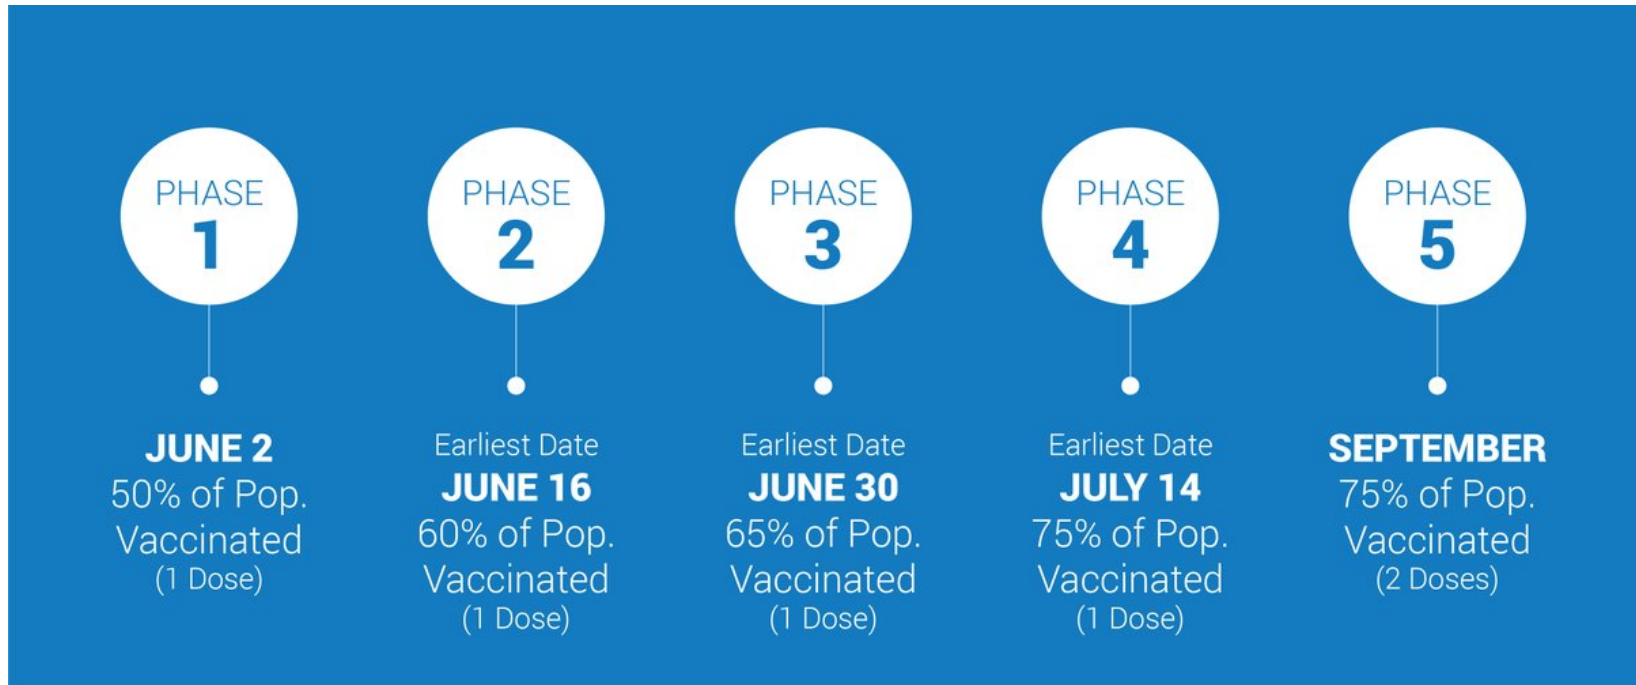 PHASE
1
JUNE 2
50% of Pop.
Vaccinated
(1 Dose)
PHASE
2
Earliest Date
JUNE 16
60% of Pop.
Vaccinated
(1 Dose)
PHASE
3
Earliest Date
JUNE 30
65% of Pop.
Vaccinated
(1 Dose)
PHASE
4
Earliest Date
JULY 14
75% of Pop.
Vaccinated
(1 Dose)
PHASE
5
SEPTEMBER
75% of Pop.
Vaccinated
(2 Doses)